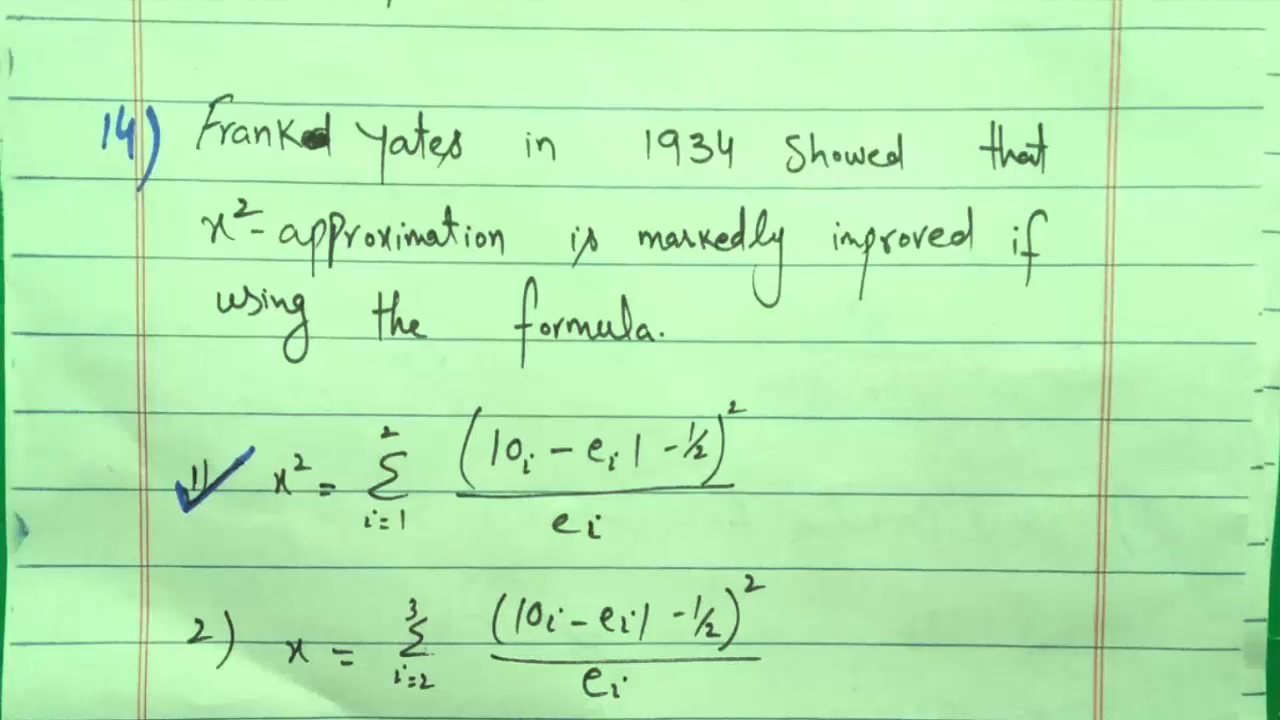 14) Frank Yates in 1934 showed that
x²-approximation is markedly improved if
using the formula.
1) x² = Σ_{i=1}^{2} (|o_i - e_i| - 1/2)² / e_i
2) x = Σ_{i=2}^{3} (|o_i - e_i| - 1/2)² / e_i